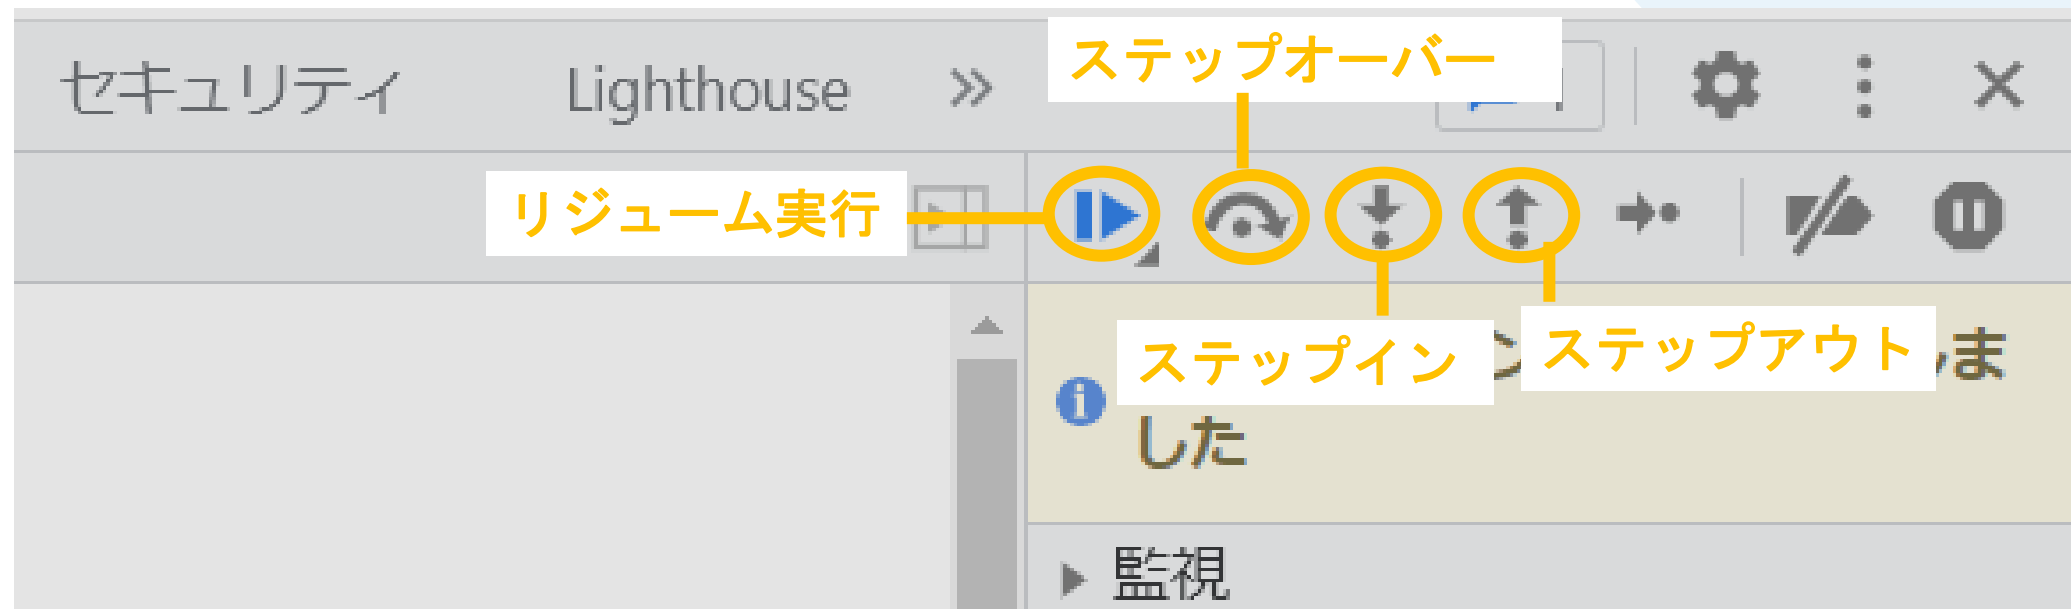 ステップオーバー
セキュリティ
Lighthouse
リジューム実行
ステップイン
ステップアウト
ま
した
監視